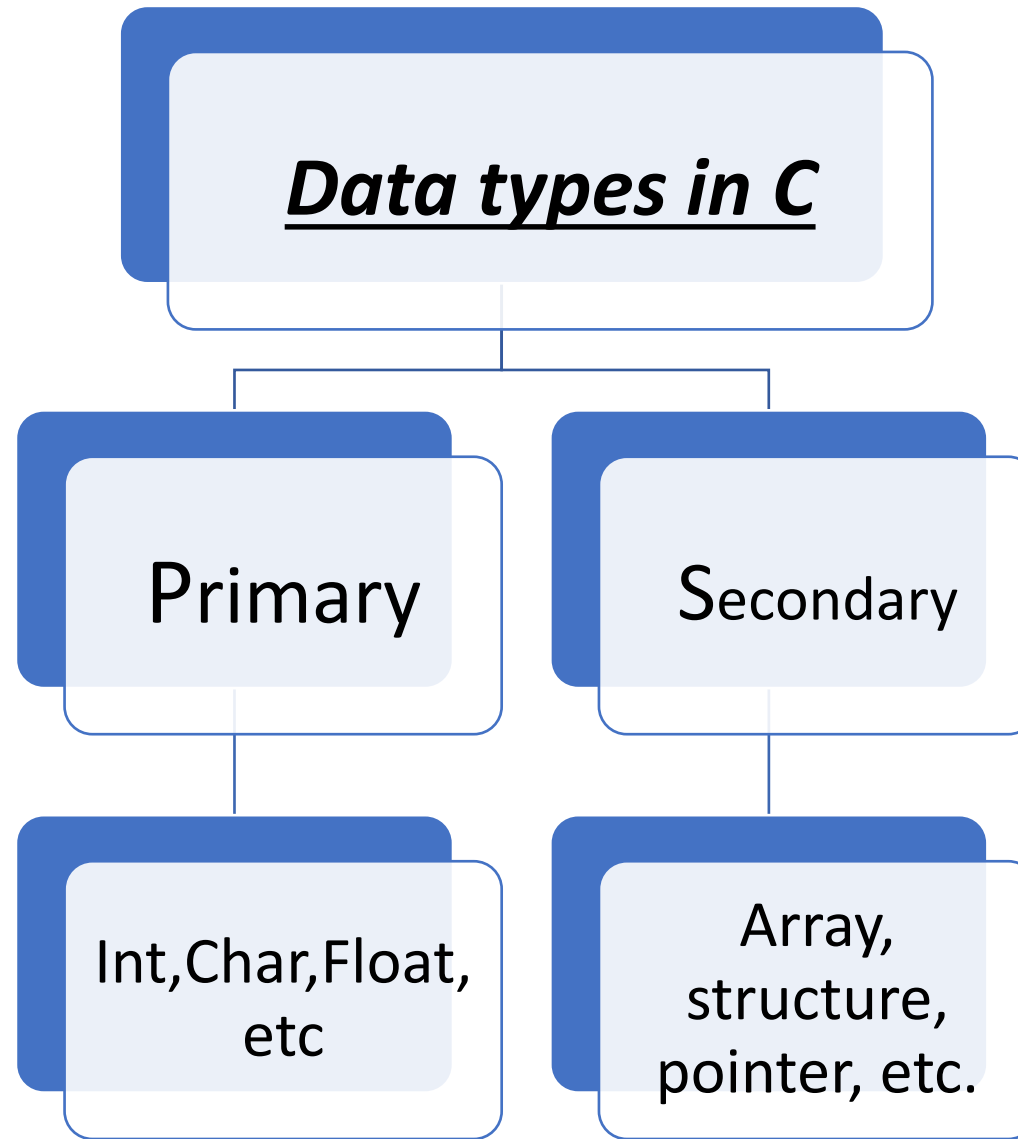 Data types in C
Primary
Secondary
Int,Char,Float,
etc
Array,
structure,
pointer, etc.